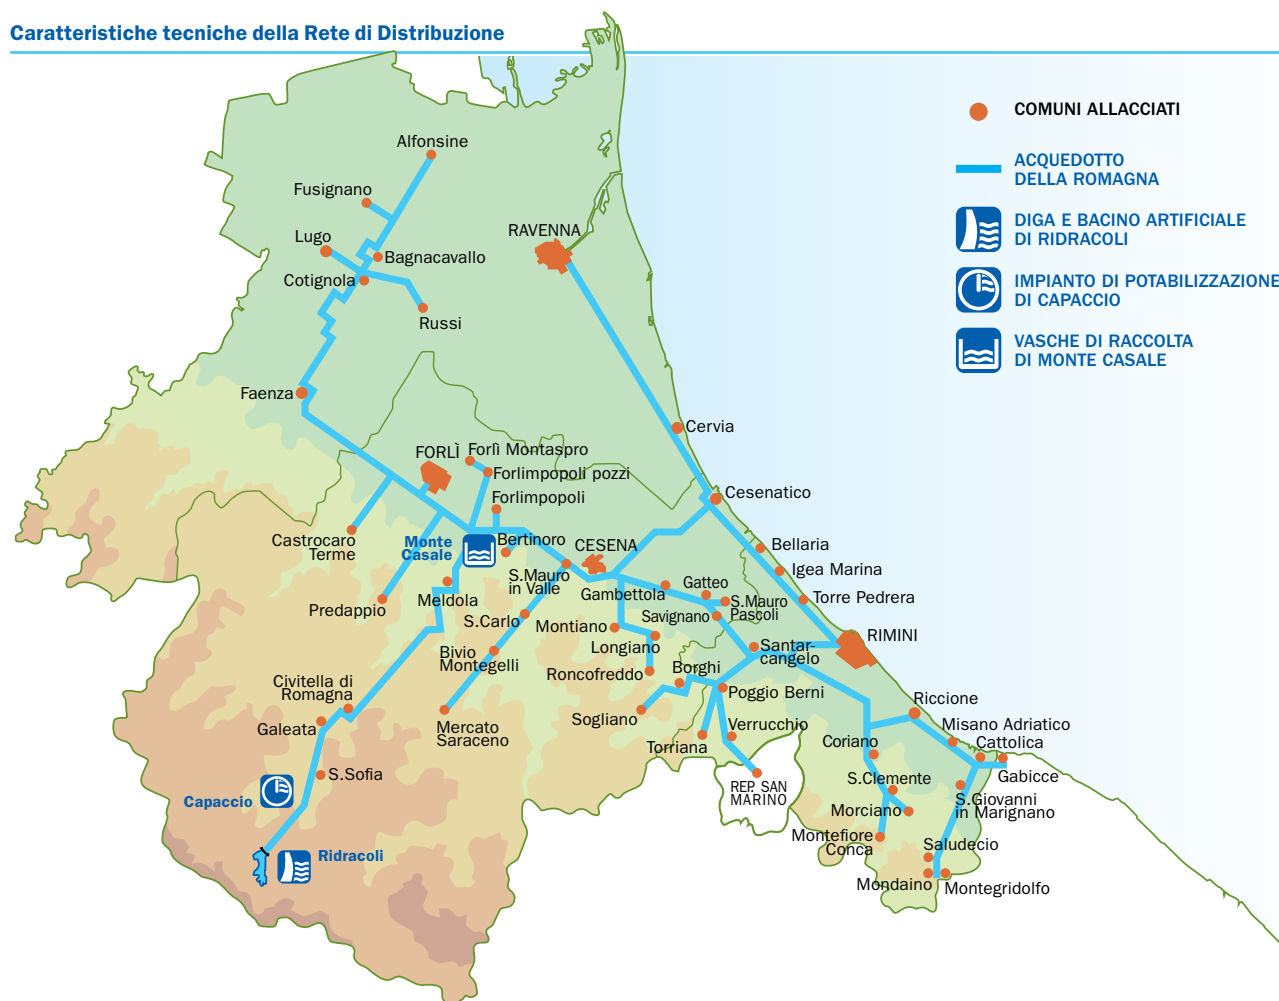 Caratteristiche tecniche della Rete di Distribuzione
COMUNI ALLACCIATI
ACQUEDOTTO
DELLA ROMAGNA
DIGA E BACINO ARTIFICIALE
DI RIDRACOLI
IMPIANTO DI POTABILIZZAZIONE
DI CAPACCIO
VASCHE DI RACCOLTA
DI MONTE CASALE
Alfonsine
Fusignano
Lugo
RAVENNA
Bagnacavallo
Cotignola
Russi
Faenza
Cervia
FORLÌ
Forlì Montaspro
Forlimpopoli pozzi
Forlimpopoli
Cesenatico
Castrocaro
Terme
Monte
Casale
Bertinoro
CESENA
Bellaria
Igea Marina
S.Mauro
in Valle
Gambettola
Gatteo
Torre Pedrera
Predappio
Meldola
S.Carlo
Montiano
Savignano
S.Mauro
Pascoli
RIMINI
Longiano
Santar-
cangelo
Bivio
Montegelli
Roncofreddo
Borghi
Civitella di
Romagna
Poggio Berni
Riccione
Galeata
Mercato
Saraceno
Sogliano
Torriana
Verrucchio
Misano Adriatico
Coriano
Cattolica
Gabicce
S.Sofia
REP. SAN
MARINO
S.Clemente
Capaccio
Morciano
S.Giovanni
in Marignano
Montefiore
Conca
Saludecio
Ridracoli
Mondaino
Montegridolfo